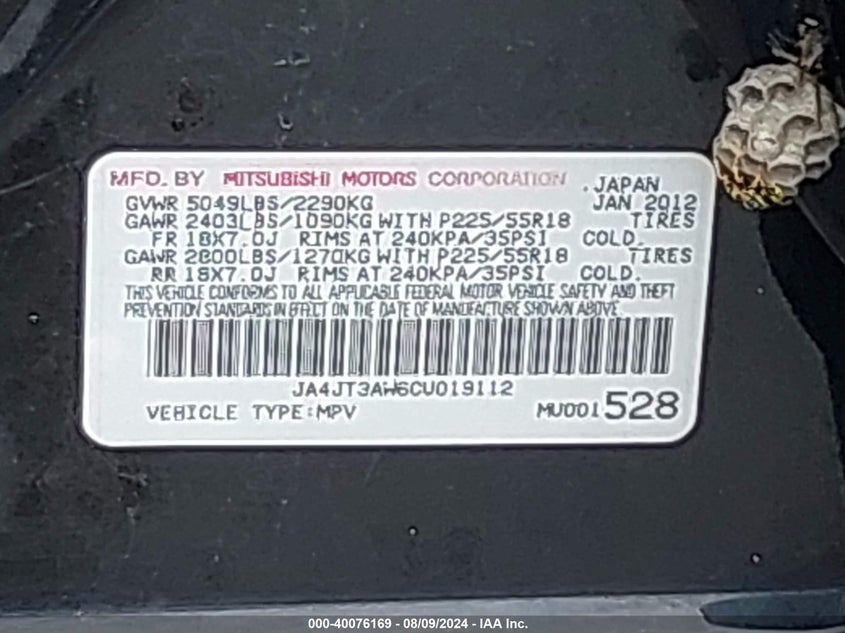 MFD. BY MITSUBISHI MOTORS CORPORATION , JAPAN
GVWR 5049LBS/2290KG JAN 2012
GAWR 2403LBS/1090KG WITH P225/55R18 TIRES
FR 18X7.0J RIMS AT 240KPA/35PSI COLD.
GAWR 2800LBS/1270KG WITH P225/55R18 TIRES
RR 18X7.0J RIMS AT 240KPA/35PSI COLD.
THIS VEHICLE CONFORMS TO ALL APPLICABLE FEDERAL MOTOR VEHICLE SAFETY AND THEFT
PREVENTION STANDARDS IN EFFECT ON THE DATE OF MANUFACTURE SHOWN ABOVE.
JA4JT3AW6CU019112
VEHICLE TYPE:MPV MU001528
000-40076169 - 08/09/2024 - IAA Inc.